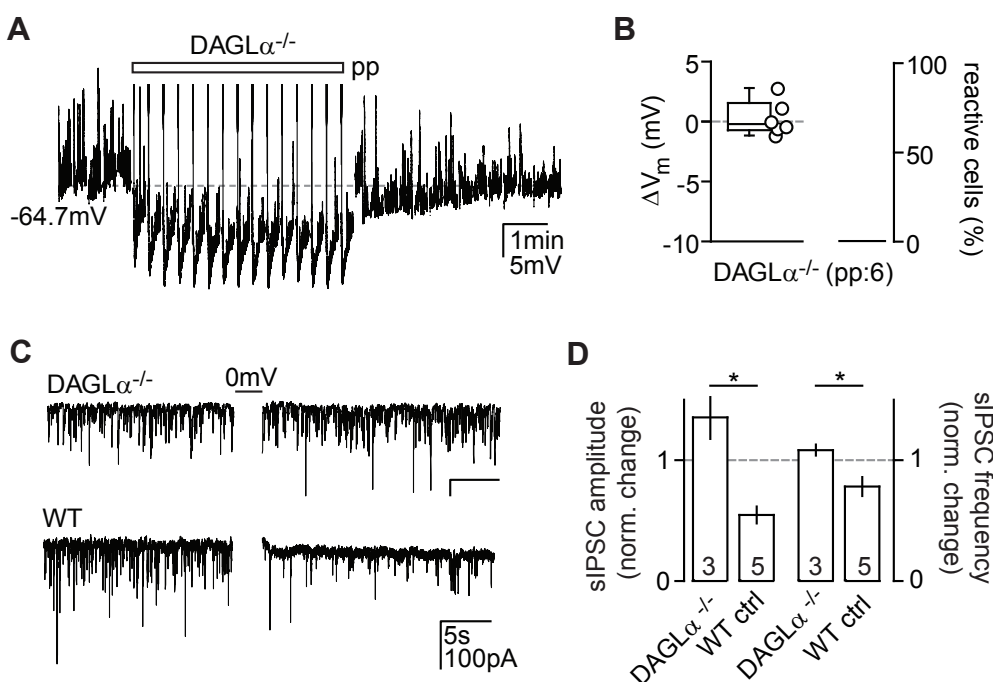 A
DAGLα-/-
pp
-64.7mV
1min
5mV
B
5
0
-5
-10
ΔVm (mV)
100
50
0
reactive cells (%)
DAGLα-/- (pp:6)
C
DAGLα-/-
0mV
WT
5s
100pA
D
sIPSC amplitude
(norm. change)
1
0
*
*
3
5
3
5
1
0
sIPSC frequency
(norm. change)
DAGLα-/-
WT ctrl
DAGLα-/-
WT ctrl